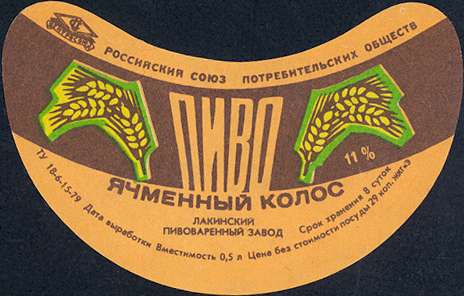 РОССИЙСКИЙ СОЮЗ ПОТРЕБИТЕЛЬСКИХ ОБЩЕСТВ
ПИВО
11 %
ЯЧМЕННЫЙ КОЛОС
ЛАКИНСКИЙ
ПИВОВАРЕННЫЙ ЗАВОД
ТУ 18-6-15-79 Дата выработки Вместимость 0,5 л Цена без стоимости посуды 29 коп.
Срок хранения 8 суток